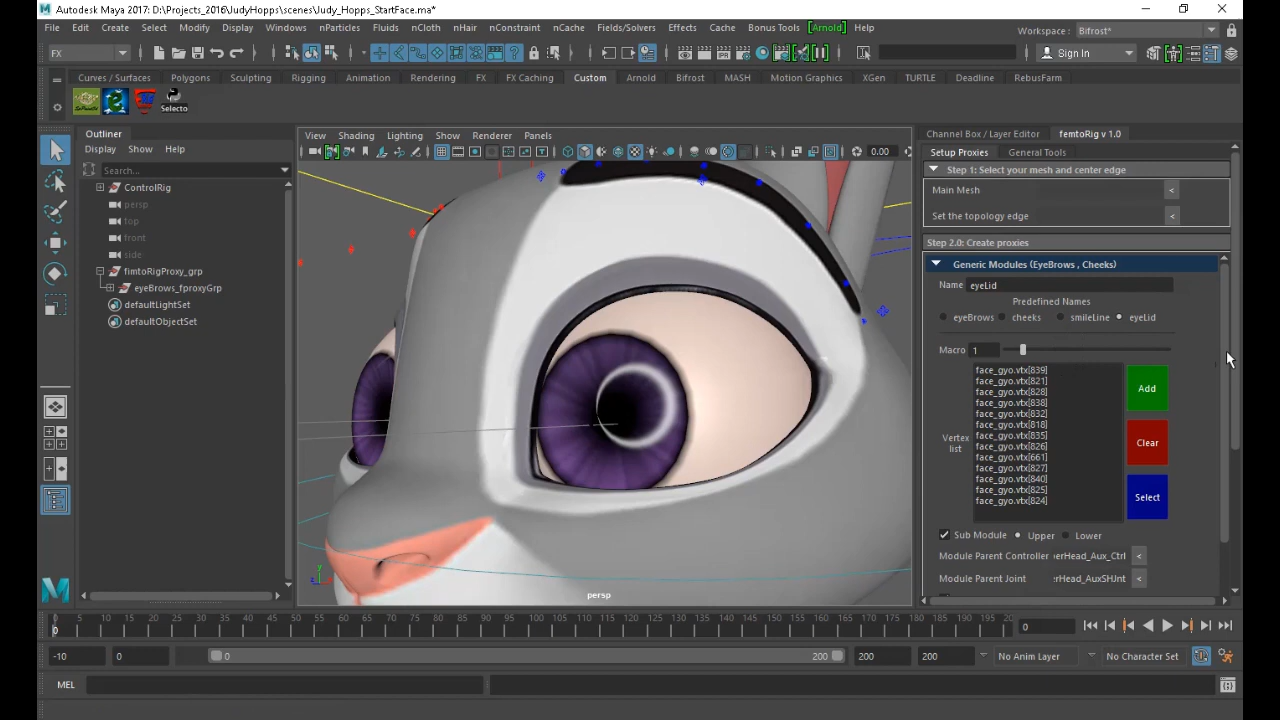 Autodesk Maya 2017: D:\Projects_2016\JudyHopps\scenes\Judy_Hopps_StartFace.ma*
File Edit Create Select Modify Display Windows nParticles Fluids nCloth nHair nConstraint nCache Fields/Solvers Effects Cache Bonus Tools [Arnold] Help
Workspace: Bifrost*
FX
Sign In
Curves / Surfaces Polygons Sculpting Rigging Animation Rendering FX FX Caching Custom Arnold Bifrost MASH Motion Graphics XGen TURTLE Deadline RebusFarm
Selecto
Outliner
Display Show Help
Search...
ControlRig
persp
top
front
side
fimtoRigProxy_grp
eyeBrows_fproxyGrp
defaultLightSet
defaultObjectSet
View Shading Lighting Show Renderer Panels
0.00
persp
Channel Box / Layer Editor femtoRig v 1.0
Setup Proxies General Tools
Step 1: Select your mesh and center edge
Main Mesh <
Set the topology edge <
Step 2.0: Create proxies
Generic Modules (EyeBrows , Cheeks)
Name eyeLid
Predefined Names
eyeBrows cheeks smileLine eyeLid
Macro 1
Vertex list
face_gyo.vtx[839]
face_gyo.vtx[821]
face_gyo.vtx[828]
face_gyo.vtx[838]
face_gyo.vtx[832]
face_gyo.vtx[818]
face_gyo.vtx[835]
face_gyo.vtx[826]
face_gyo.vtx[661]
face_gyo.vtx[827]
face_gyo.vtx[840]
face_gyo.vtx[825]
face_gyo.vtx[824]
Add
Clear
Select
Sub Module Upper Lower
Module Parent Controller erHead_Aux_Ctrl <
Module Parent Joint erHead_AuxSHJnt <
0 5 10 15 20 25 30 35 40 45 50 55 60 65 70 75 80 85 90 95 100 105 110 115 120 125 130 135 140 145 150 155 160 165 170 175 180 185 190 195 20
0
0
-10 0 0 200 200 200 No Anim Layer No Character Set
MEL